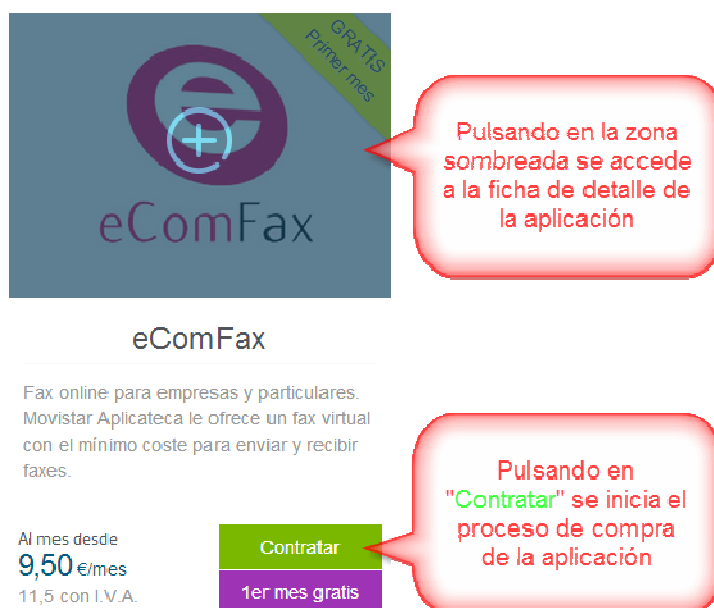 GRATIS
Primer mes
e
eComFax
Pulsando en la zona
sombreada se accede
a la ficha de detalle de
la aplicación
eComFax
Fax online para empresas y particulares.
Movistar Aplicateca le ofrece un fax virtual
con el mínimo coste para enviar y recibir
faxes.
Pulsando en
"Contratar" se inicia el
proceso de compra
de la aplicación
Al mes desde
9,50 €/mes
11,5 con I.V.A.
Contratar
1er mes gratis